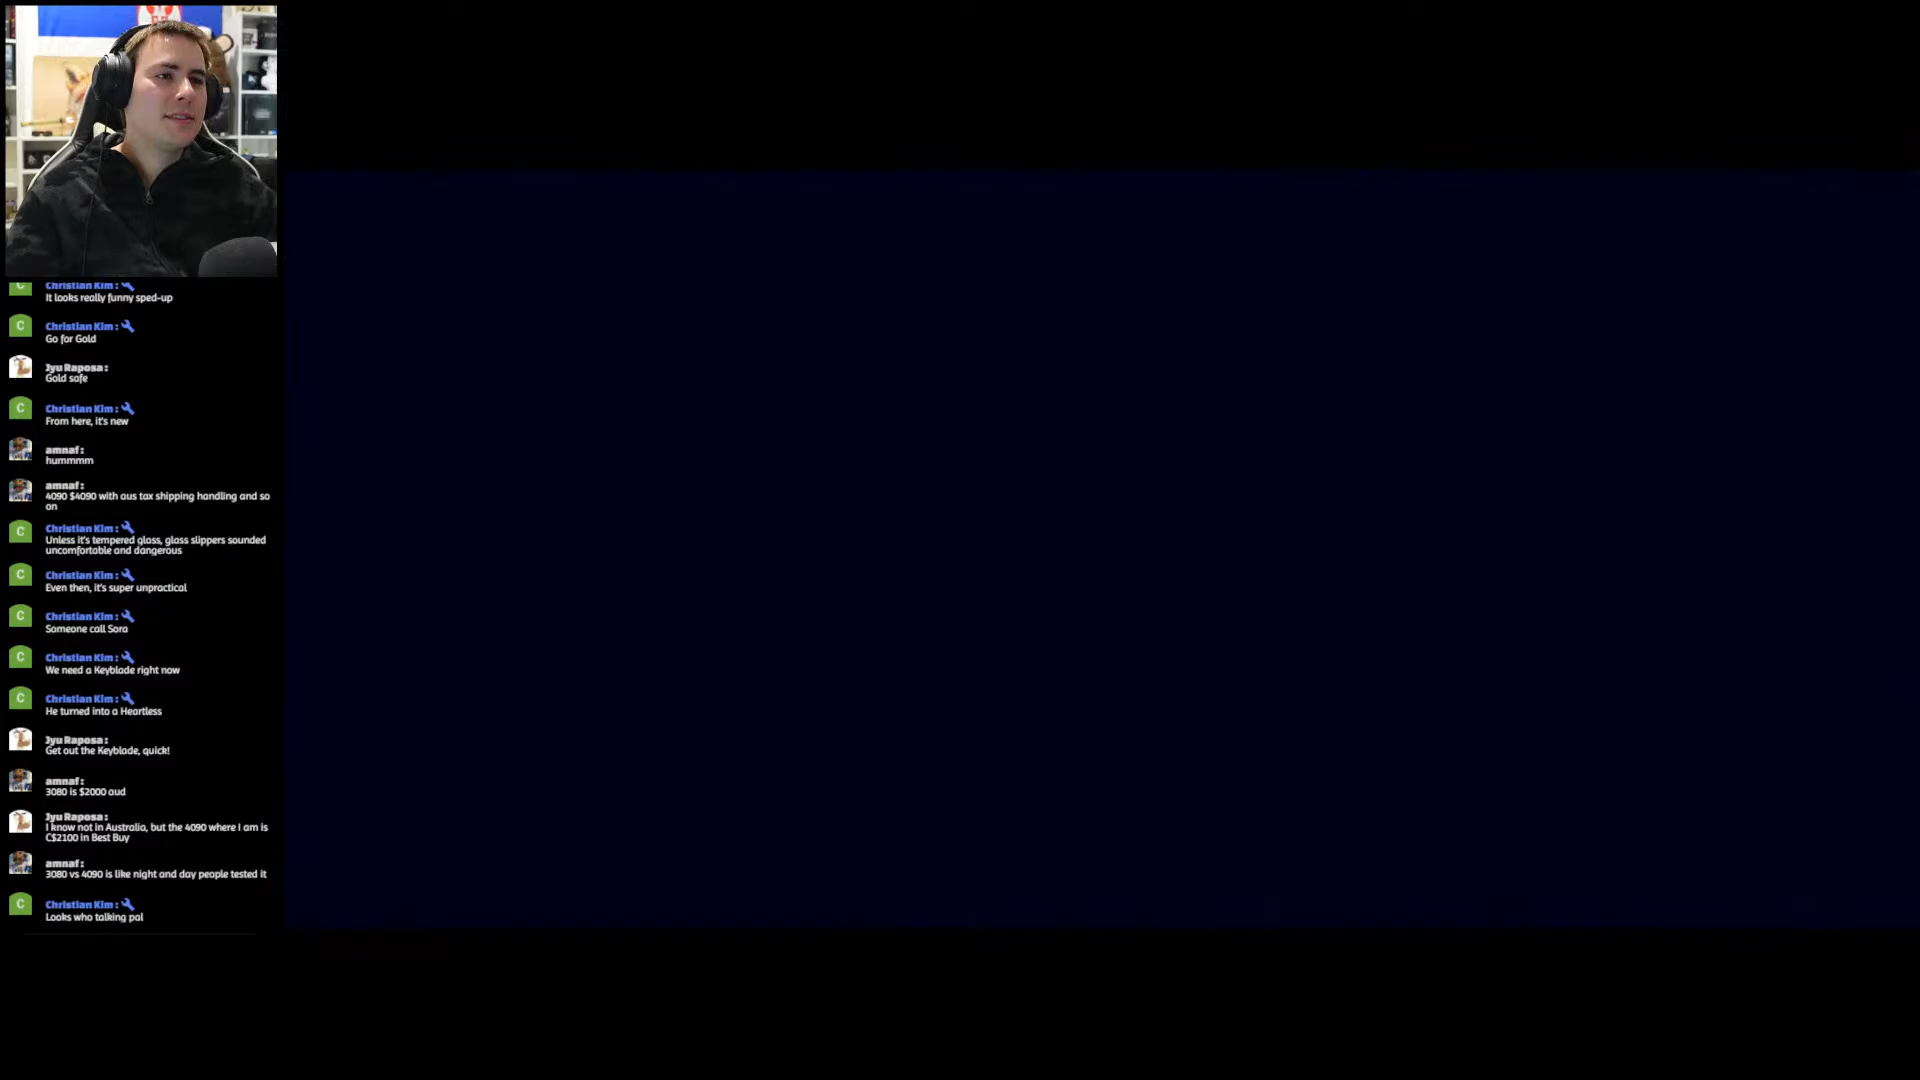 C Christian Kim :
It looks really funny sped-up
C Christian Kim :
Go for Gold
Jyu Raposa :
Gold safe
C Christian Kim :
From here, it's new
amnaf :
hummmm
amnaf :
4090 $4090 with aus tax shipping handling and so
on
C Christian Kim :
Unless it's tempered glass, glass slippers sounded
uncomfortable and dangerous
C Christian Kim :
Even then, it's super unpractical
C Christian Kim :
Someone call Sora
C Christian Kim :
We need a Keyblade right now
C Christian Kim :
He turned into a Heartless
Jyu Raposa :
Get out the Keyblade, quick!
amnaf :
3080 is $2000 aud
Jyu Raposa :
I know not in Australia, but the 4090 where I am is
C$2100 in Best Buy
amnaf :
3080 vs 4090 is like night and day people tested it
C Christian Kim :
Looks who talking pal